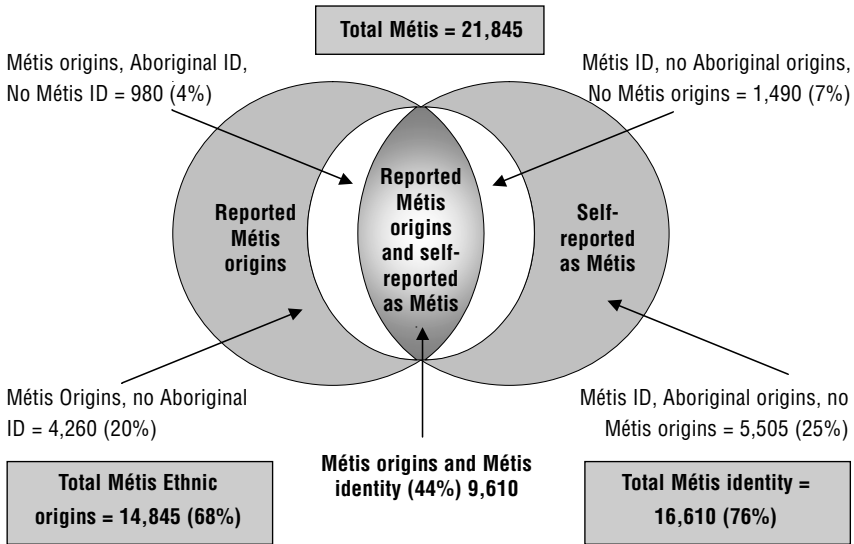 Total Métis = 21,845
Métis origins, Aboriginal ID,
No Métis ID = 980 (4%)
Métis ID, no Aboriginal origins,
No Métis origins = 1,490 (7%)
Reported
Métis
origins
Reported
Métis
origins
and self-
reported
as Métis
Self-
reported
as Métis
Métis Origins, no Aboriginal
ID = 4,260 (20%)
Métis ID, Aboriginal origins, no
Métis origins = 5,505 (25%)
Métis origins and Métis
identity (44%) 9,610
Total Métis Ethnic
origins = 14,845 (68%)
Total Métis identity =
16,610 (76%)